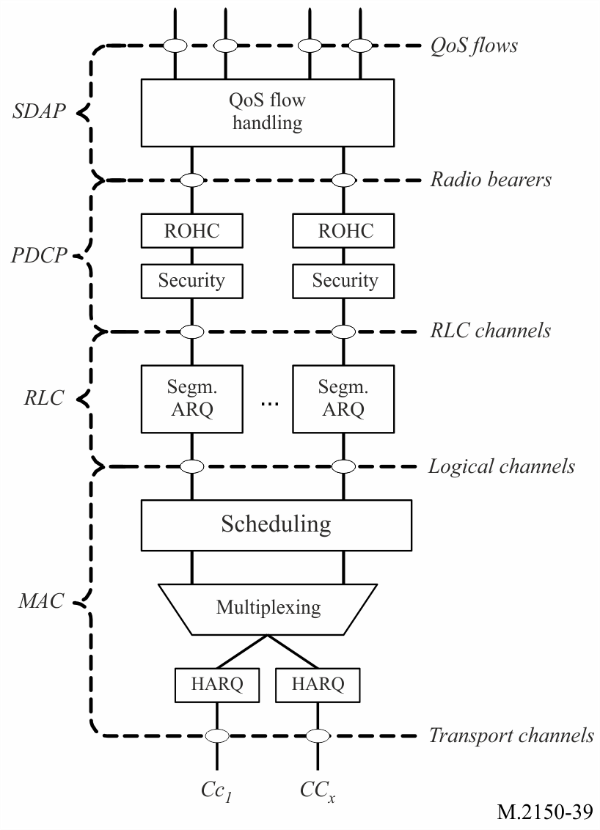 QoS flows
SDAP
QoS flow
handling
Radio bearers
ROHC
ROHC
PDCP
Security
Security
RLC channels
RLC
Segm.
ARQ
...
Segm.
ARQ
Logical channels
Scheduling
MAC
Multiplexing
HARQ
HARQ
Transport channels
Cc1
CCx
M.2150-39